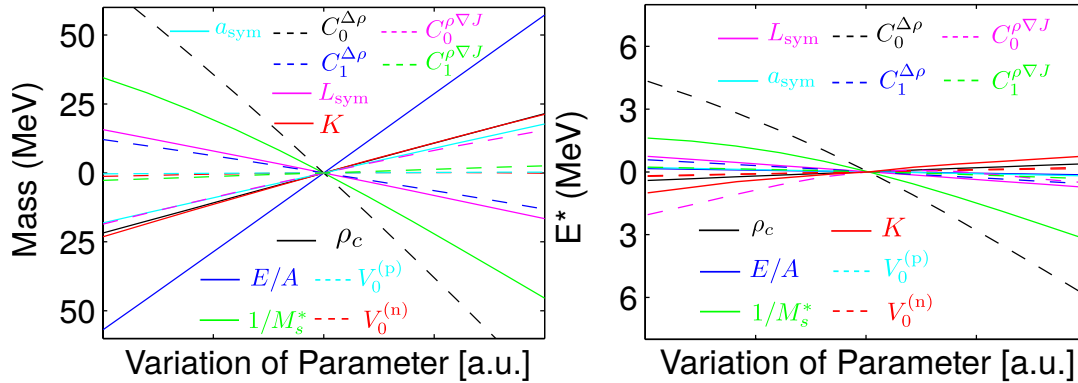 60
50
25
0
25
50
Mass (MeV)
a_sym
C_0^{Δρ}
C_0^{ρ∇J}
C_1^{Δρ}
C_1^{ρ∇J}
L_sym
K
ρ_c
E/A
V_0^{(p)}
1/M_s^*
V_0^{(n)}
Variation of Parameter [a.u.]
6
3
0
3
6
E* (MeV)
L_sym
C_0^{Δρ}
C_0^{ρ∇J}
a_sym
C_1^{Δρ}
C_1^{ρ∇J}
ρ_c
K
E/A
V_0^{(p)}
1/M_s^*
V_0^{(n)}
Variation of Parameter [a.u.]